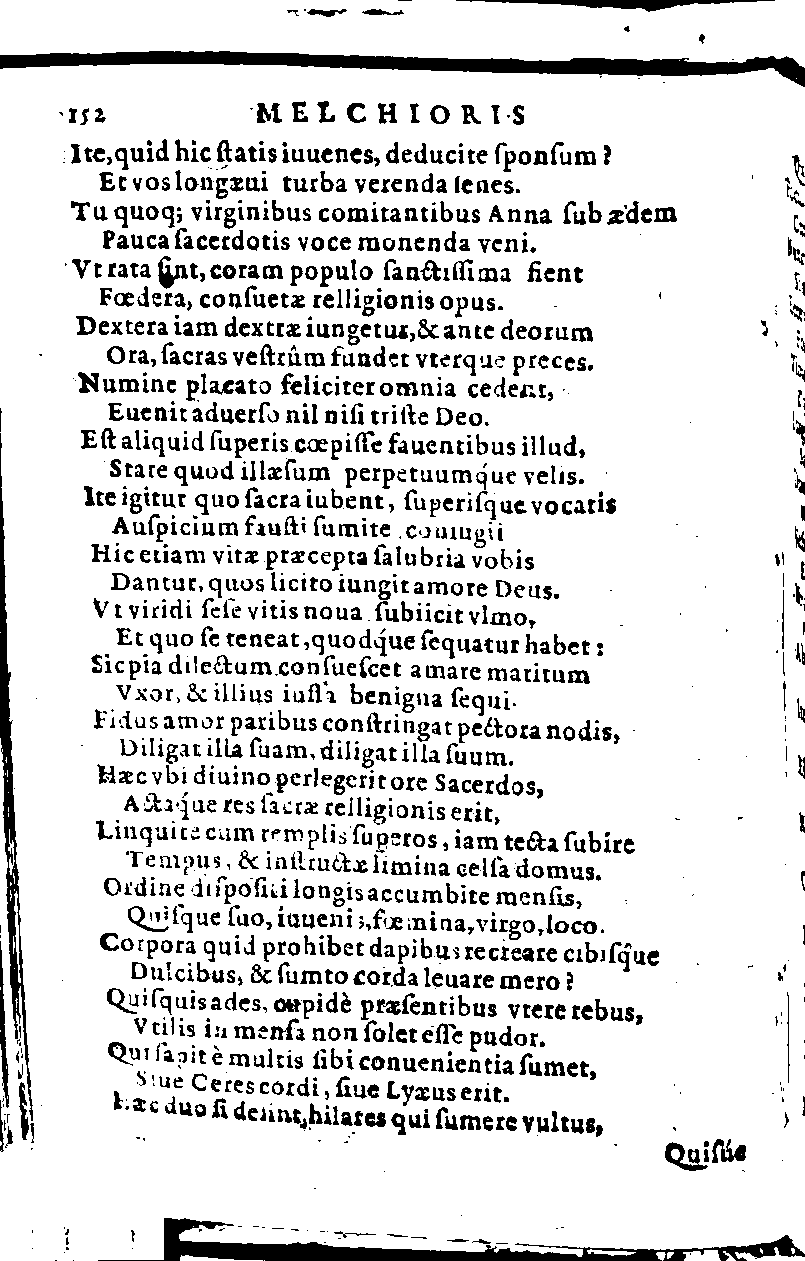 152 MELCHIORIS
Ite, quid hic ſtatis iuuenes, deducite ſponſum?
Et vos longæui turba verenda ſenes.
Tu quoq; virginibus comitantibus Anna ſub ædem
Pauca ſacerdotis voce monenda veni.
Vt rata ſint, coram populo ſanctiſſima fient
Fœdera, conſuetæ relligionis opus.
Dextera iam dextræ iungetur, & ante deorum
Ora, ſacras veſtrûm fundet vterque preces.
Numine placato feliciter omnia cedent,
Euenit aduerſo nil niſi triſte Deo.
Eſt aliquid ſuperis cœpiſſe fauentibus illud,
Stare quod illæſum perpetuumq́ue velis.
Ite igitur quo ſacra iubent, ſuperiſque vocatis
Auſpicium fauſti ſumite coniugii
Hic etiam vitæ præcepta ſalubria vobis
Dantur, quos licito iungit amore Deus.
Vt viridi ſeſe vitis noua ſubiicit vlmo,
Et quo ſe teneat, quodq́ue ſequatur habet:
Sic pia dilectum conſueſcet amare maritum
Vxor, & illius iuſſa benigna ſequi.
Fidus amor paribus conſtringat pectora nodis,
Diligat illa ſuam, diligat illa ſuum.
Hæc vbi diuino perlegerit ore Sacerdos,
Actaq́ue res ſacræ relligionis erit,
Linquite cum templis ſuperos, iam tecta ſubire
Tempus, & inſtructæ limina celſa domus.
Ordine diſpoſiti longis accumbite menſis,
Quiſque ſuo, iuuenis, fœmina, virgo, loco.
Corpora quid prohibet dapibus recreare cibiſq́ue
Dulcibus, & ſumto corda leuare mero?
Quiſquis ades, cupidè præſentibus vtere rebus,
Vtilis in menſa non ſolet eſſe pudor.
Qui ſapit è multis ſibi conuenientia ſumet,
Siue Ceres cordi, ſiue Lyæus erit.
Hæc duo ſi deſint, hilares qui ſumere vultus,
Quiſúe